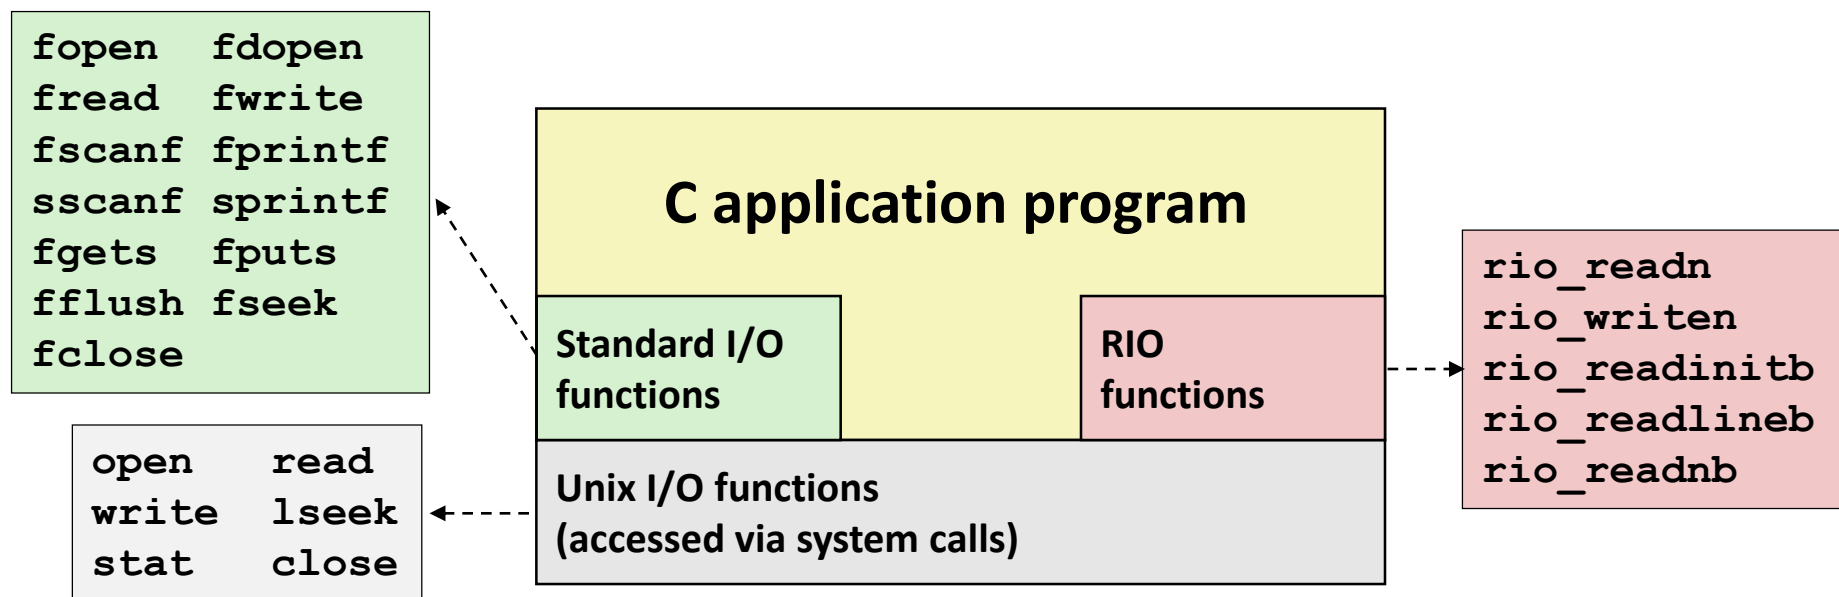 fopen fdopen
fread fwrite
fscanf fprintf
sscanf sprintf
fgets fputs
fflush fseek
fclose
C application program
Standard I/O
functions
RIO
functions
rio_readn
rio_writen
rio_readinitb
rio_readlineb
rio_readnb
open read
write lseek
stat close
Unix I/O functions
(accessed via system calls)